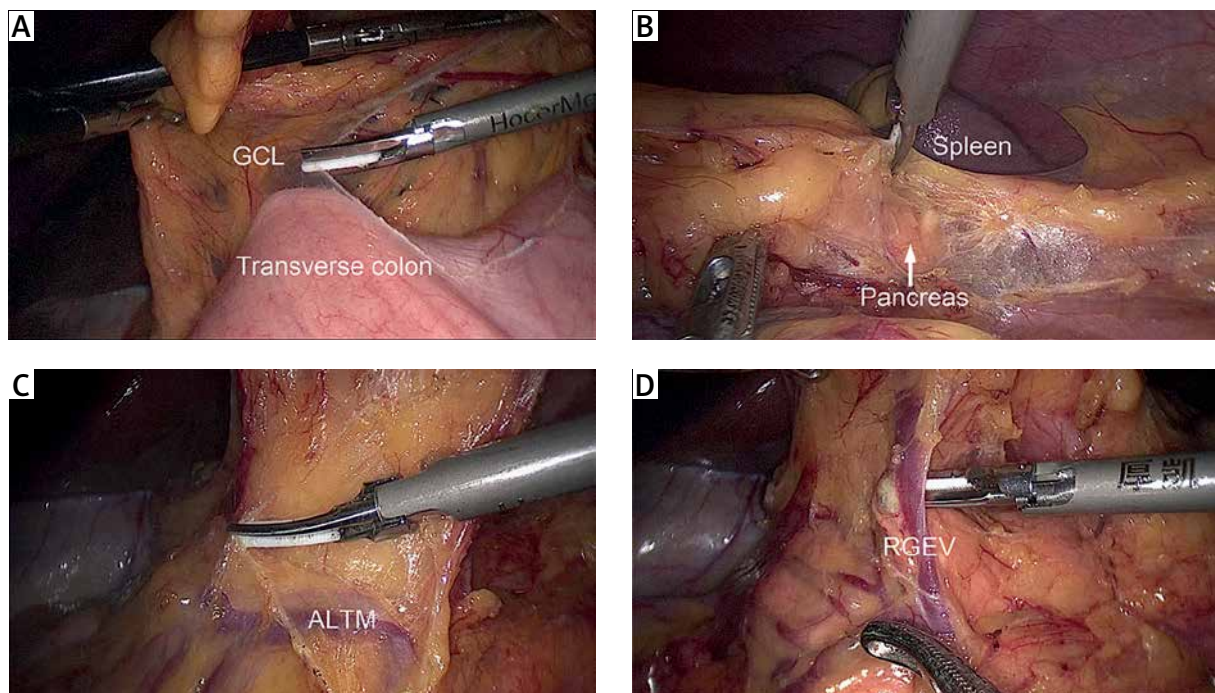 A
GCL
Transverse colon
B
Spleen
Pancreas
C
ALTM
D
RGEV